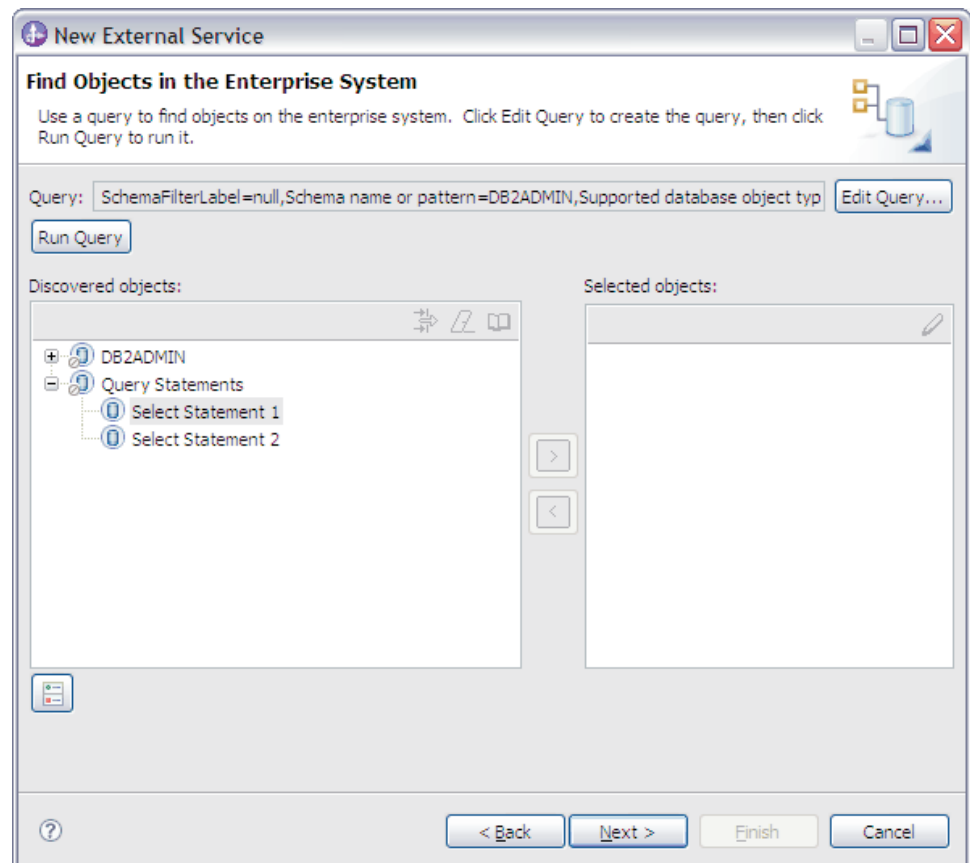 New External Service
Find Objects in the Enterprise System
Use a query to find objects on the enterprise system. Click Edit Query to create the query, then click
Run Query to run it.
Query: SchemaFilterLabel=null,Schema name or pattern=DB2ADMIN,Supported database object typ Edit Query...
Run Query
Discovered objects: Selected objects:
DB2ADMIN
Query Statements
Select Statement 1
Select Statement 2
>
<
? < Back Next > Finish Cancel